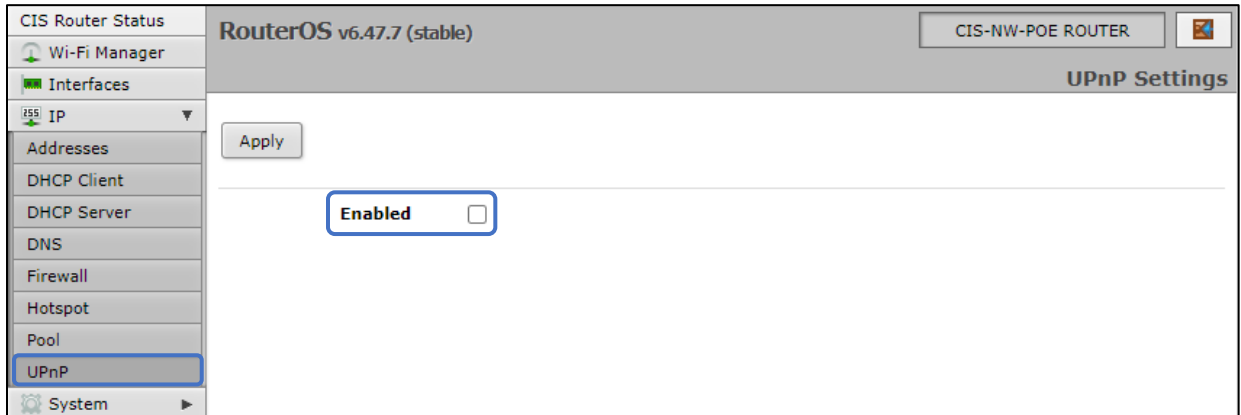 CIS Router Status
Wi-Fi Manager
Interfaces
255
IP
Addresses
DHCP Client
DHCP Server
DNS
Firewall
Hotspot
Pool
UPnP
System
RouterOS v6.47.7 (stable)
CIS-NW-POE ROUTER
UPnP Settings
Apply
Enabled